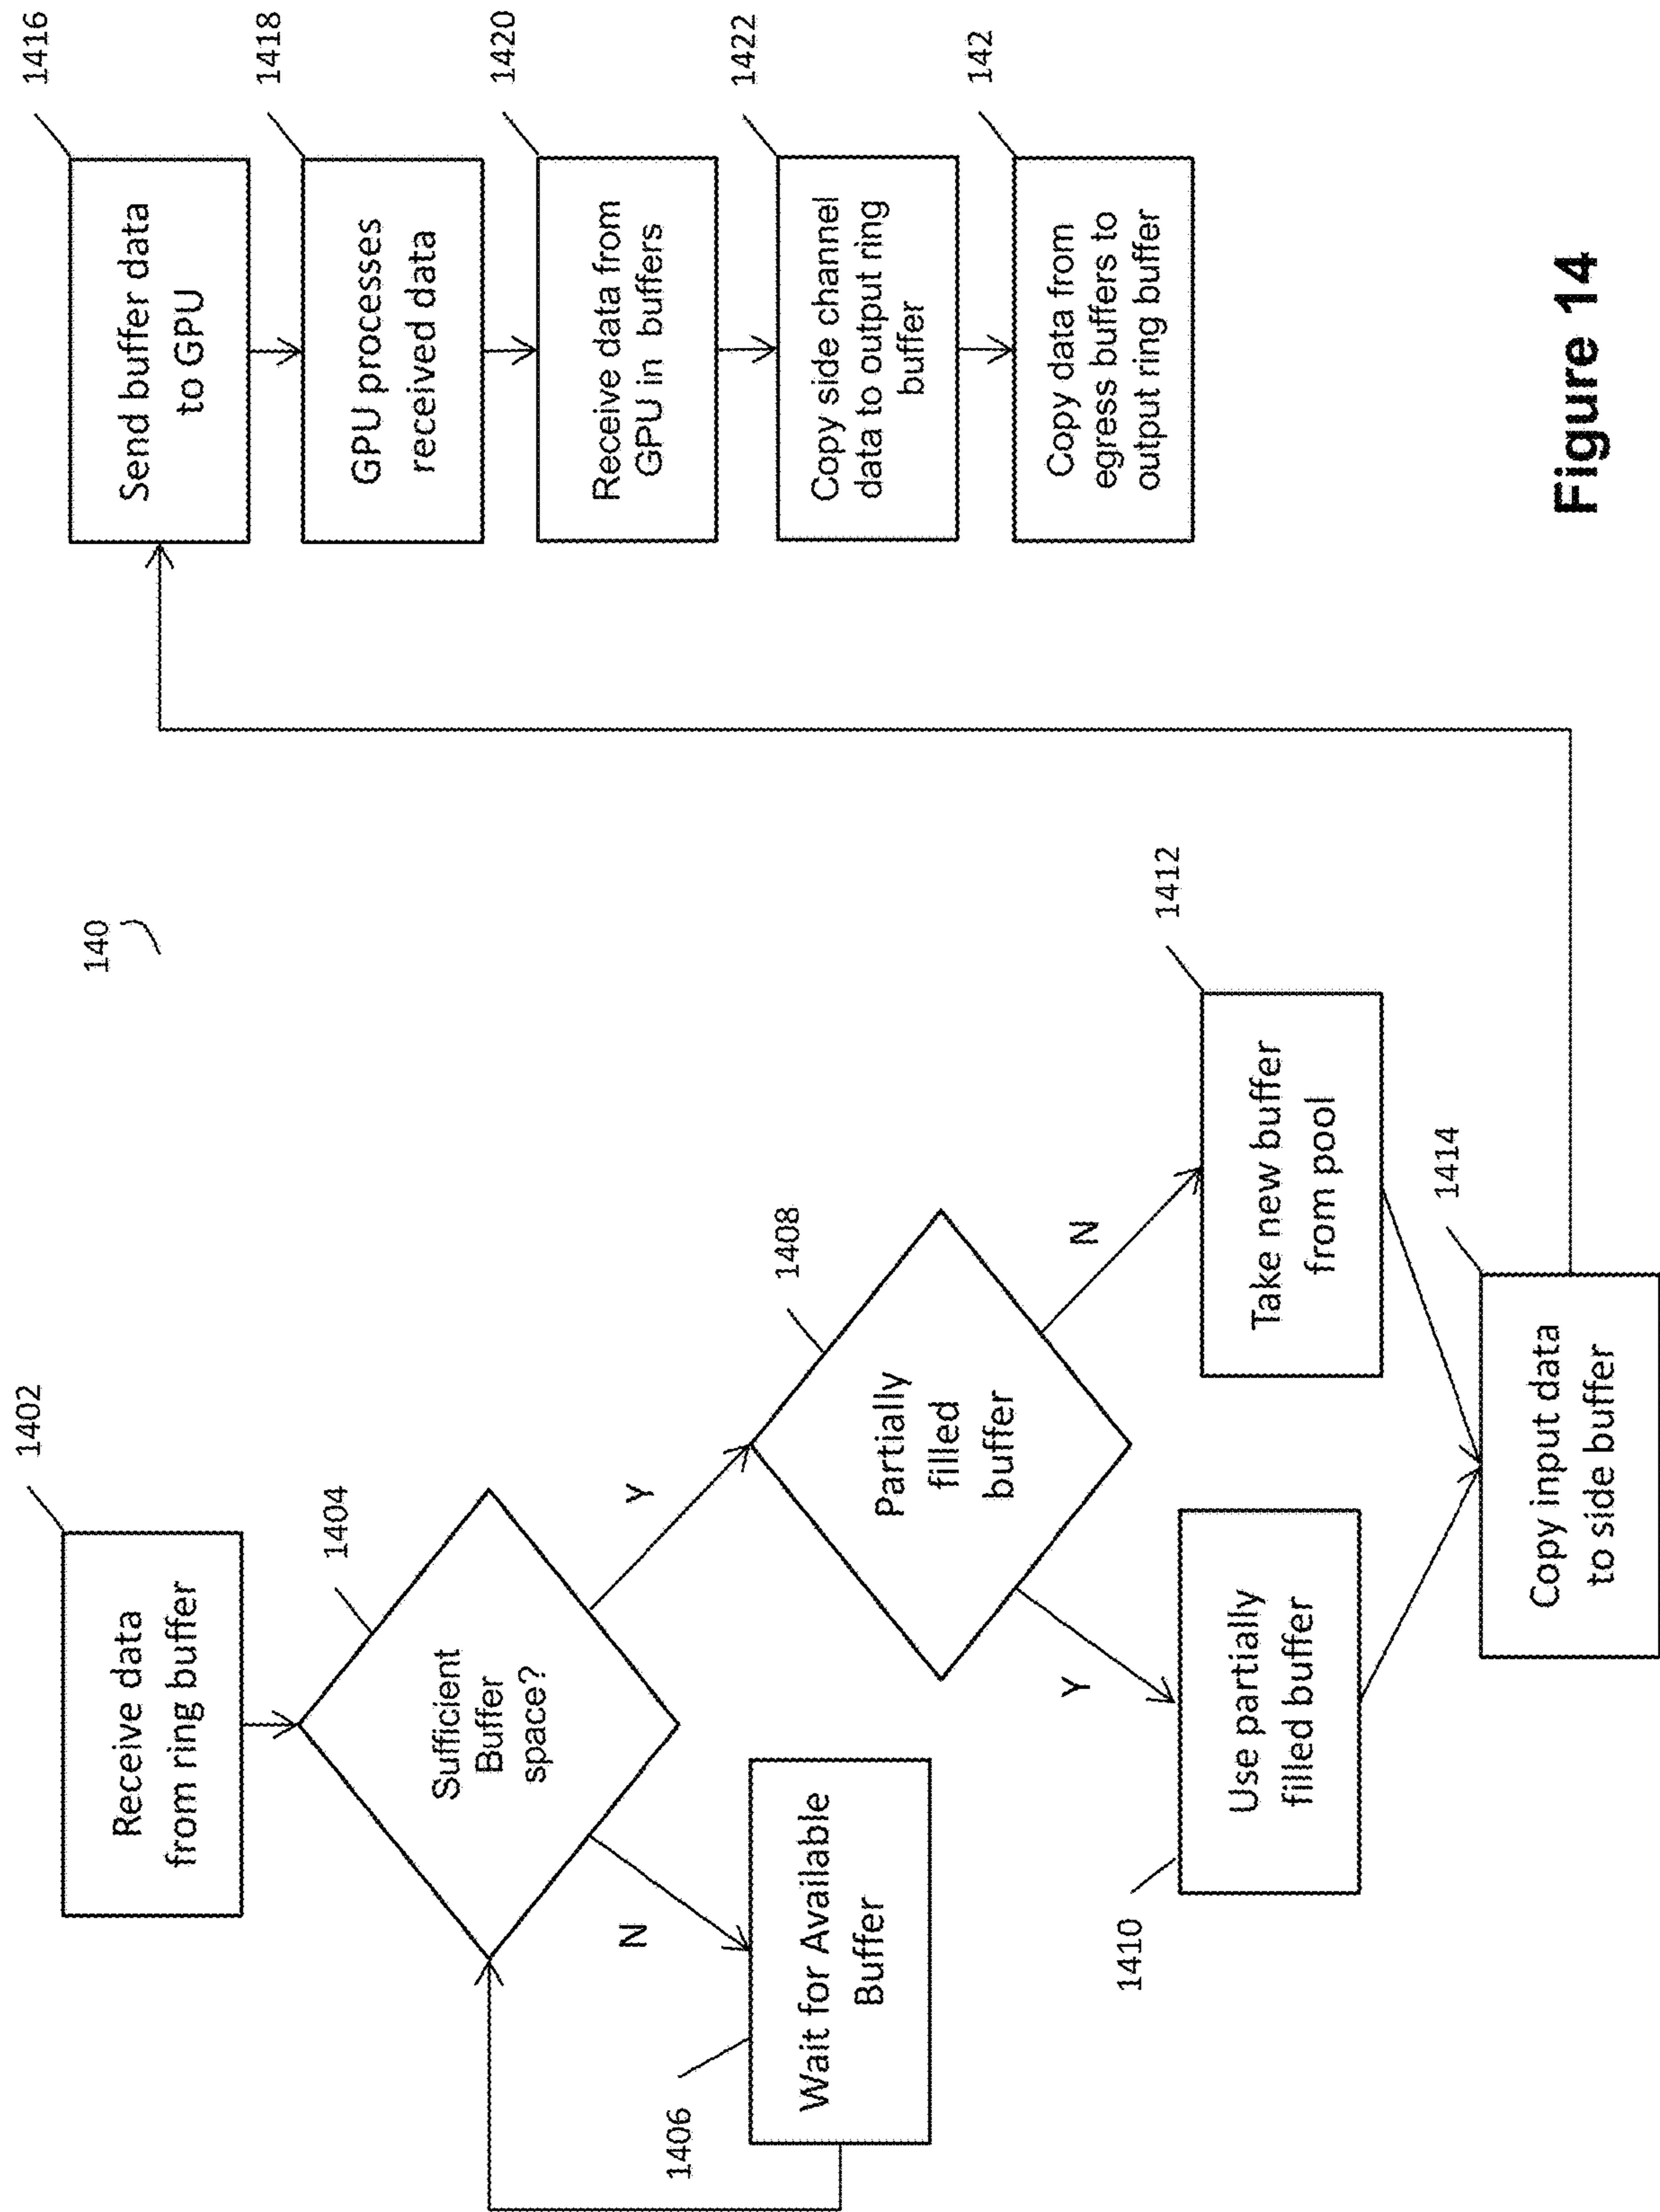 140
1402
Receive data
from ring buffer
1404
Sufficient
Buffer
space?
N
Y
1406
Wait for Available
Buffer
1408
Partially
filled
buffer
Y
N
1410
Use partially
filled buffer
1412
Take new buffer
from pool
1414
Copy input data
to side buffer
1416
Send buffer data
to GPU
1418
GPU processes
received data
1420
Receive data from
GPU in buffers
1422
Copy side channel
data to output ring
buffer
142
Copy data from
egress buffers to
output ring buffer
Figure 14